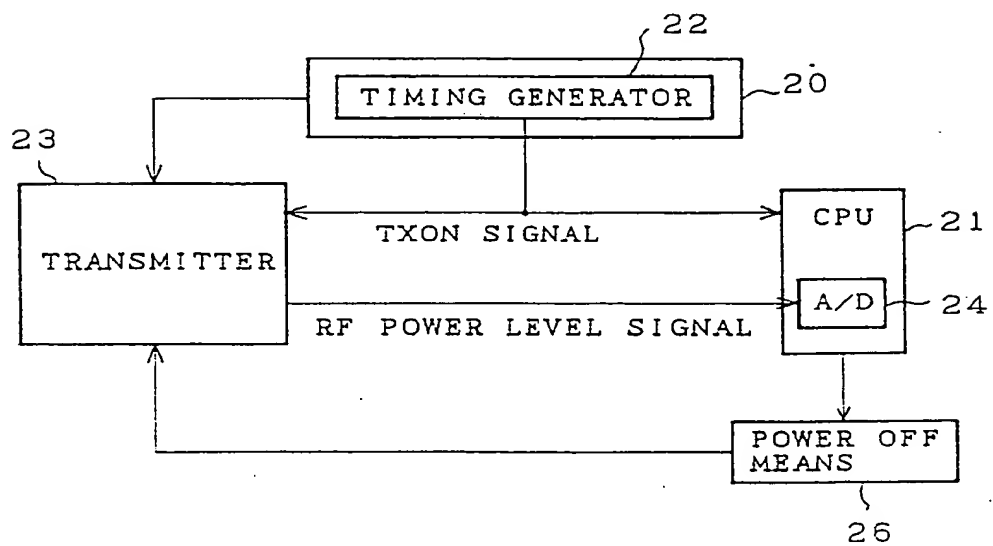 22
TIMING GENERATOR
20
23
TRANSMITTER
TXON SIGNAL
CPU
21
A/D
24
RF POWER LEVEL SIGNAL
POWER OFF
MEANS
26